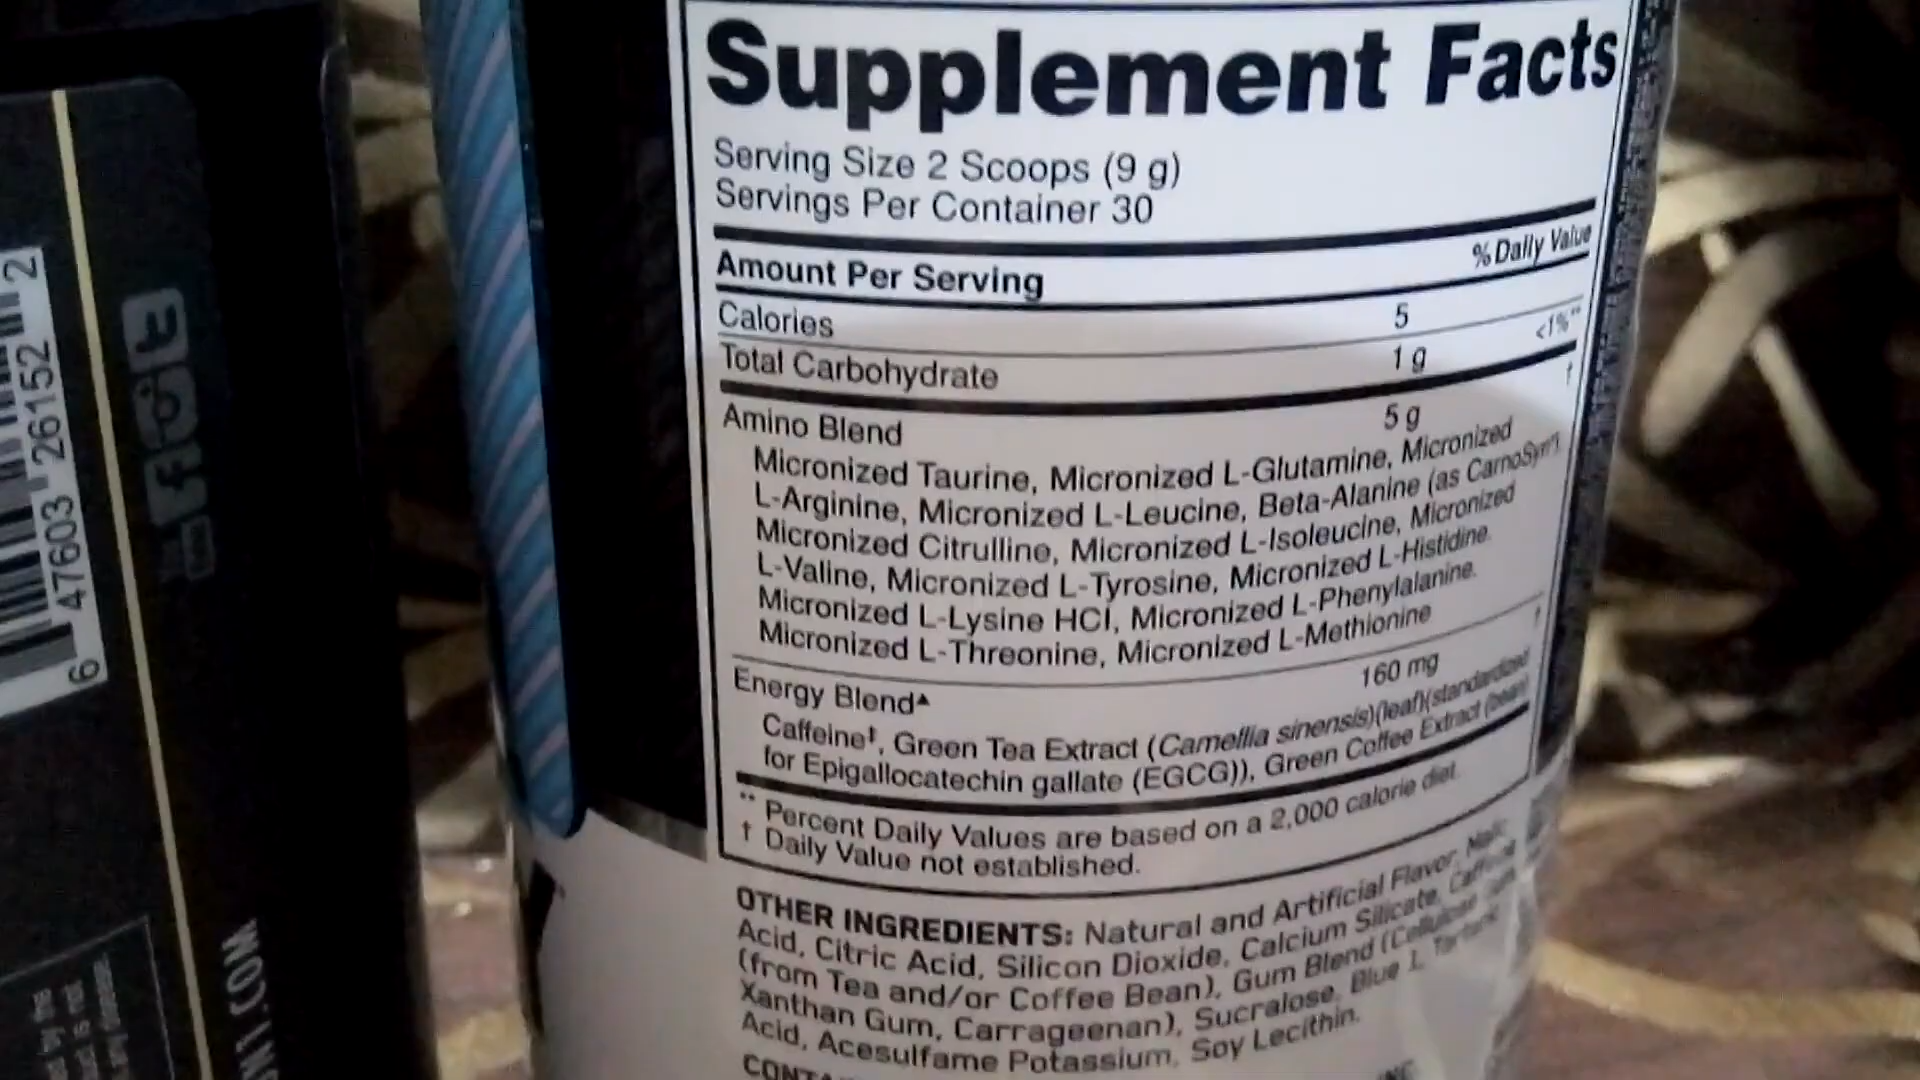 Supplement Facts
Serving Size 2 Scoops (9 g)
Servings Per Container 30
% Daily Value
Amount Per Serving
Calories 5
Total Carbohydrate 1 g <1%**
Amino Blend 5 g †
Micronized Taurine, Micronized L-Glutamine, Micronized
L-Arginine, Micronized L-Leucine, Beta-Alanine (as CarnoSyn®),
Micronized Citrulline, Micronized L-Isoleucine, Micronized
L-Valine, Micronized L-Tyrosine, Micronized L-Histidine,
Micronized L-Lysine HCl, Micronized L-Phenylalanine,
Micronized L-Threonine, Micronized L-Methionine
Energy Blend▲ 160 mg †
Caffeine‡, Green Tea Extract (Camellia sinensis)(leaf)(standardized
for Epigallocatechin gallate (EGCG)), Green Coffee Extract (bean)
** Percent Daily Values are based on a 2,000 calorie diet.
† Daily Value not established.
OTHER INGREDIENTS: Natural and Artificial Flavor, Malic
Acid, Citric Acid, Silicon Dioxide, Calcium Silicate, Caffeine
(from Tea and/or Coffee Bean), Gum Blend (Cellulose Gum,
Xanthan Gum, Carrageenan), Sucralose, Blue 1, Tartaric
Acid, Acesulfame Potassium, Soy Lecithin.
6 47603 26152 2
.COM